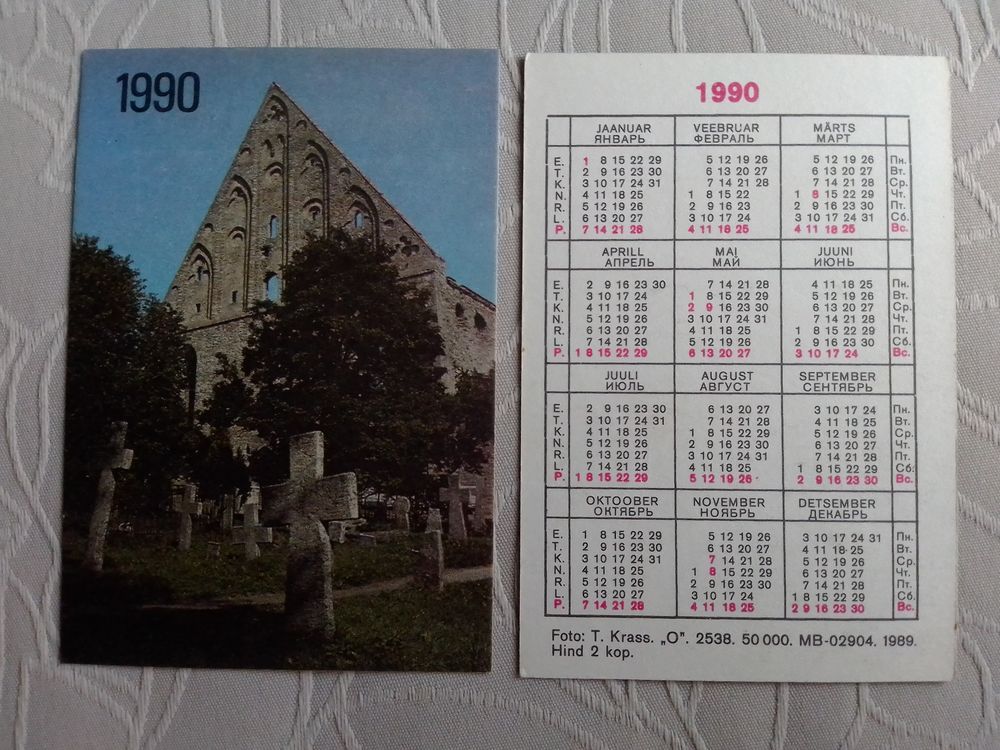 1990
1990
JAANUAR VEEBRUAR MÄRTS
ЯНВАРЬ ФЕВРАЛЬ МАРТ
E. 1 8 15 22 29 5 12 19 26 5 12 19 26 Пн.
T. 2 9 16 23 30 6 13 20 27 6 13 20 27 Вт.
K. 3 10 17 24 31 7 14 21 28 7 14 21 28 Ср.
N. 4 11 18 25 1 8 15 22 1 8 15 22 29 Чт.
R. 5 12 19 26 2 9 16 23 2 9 16 23 30 Пт.
L. 6 13 20 27 3 10 17 24 3 10 17 24 31 Сб.
P. 7 14 21 28 4 11 18 25 4 11 18 25 Вс.
APRILL MAI JUUNI
АПРЕЛЬ МАЙ ИЮНЬ
E. 2 9 16 23 30 7 14 21 28 4 11 18 25 Пн.
T. 3 10 17 24 1 8 15 22 29 5 12 19 26 Вт.
K. 4 11 18 25 2 9 16 23 30 6 13 20 27 Ср.
N. 5 12 19 26 3 10 17 24 31 7 14 21 28 Чт.
R. 6 13 20 27 4 11 18 25 1 8 15 22 29 Пт.
L. 7 14 21 28 5 12 19 26 2 9 16 23 30 Сб.
P. 1 8 15 22 29 6 13 20 27 3 10 17 24 Вс.
JUULI AUGUST SEPTEMBER
ИЮЛЬ АВГУСТ СЕНТЯБРЬ
E. 2 9 16 23 30 6 13 20 27 3 10 17 24 Пн.
T. 3 10 17 24 31 7 14 21 28 4 11 18 25 Вт.
K. 4 11 18 25 1 8 15 22 29 5 12 19 26 Ср.
N. 5 12 19 26 2 9 16 23 30 6 13 20 27 Чт.
R. 6 13 20 27 3 10 17 24 31 7 14 21 28 Пт.
L. 7 14 21 28 4 11 18 25 1 8 15 22 29 Сб.
P. 1 8 15 22 29 5 12 19 26 2 9 16 23 30 Вс.
OKTOOBER NOVEMBER DETSEMBER
ОКТЯБРЬ НОЯБРЬ ДЕКАБРЬ
E. 1 8 15 22 29 5 12 19 26 3 10 17 24 31 Пн.
T. 2 9 16 23 30 6 13 20 27 4 11 18 25 Вт.
K. 3 10 17 24 31 7 14 21 28 5 12 19 26 Ср.
N. 4 11 18 25 1 8 15 22 29 6 13 20 27 Чт.
R. 5 12 19 26 2 9 16 23 30 7 14 21 28 Пт.
L. 6 13 20 27 3 10 17 24 1 8 15 22 29 Сб.
P. 7 14 21 28 4 11 18 25 2 9 16 23 30 Вс.
Foto: T. Krass. „O". 2538. 50 000. MB-02904. 1989.
Hind 2 kop.